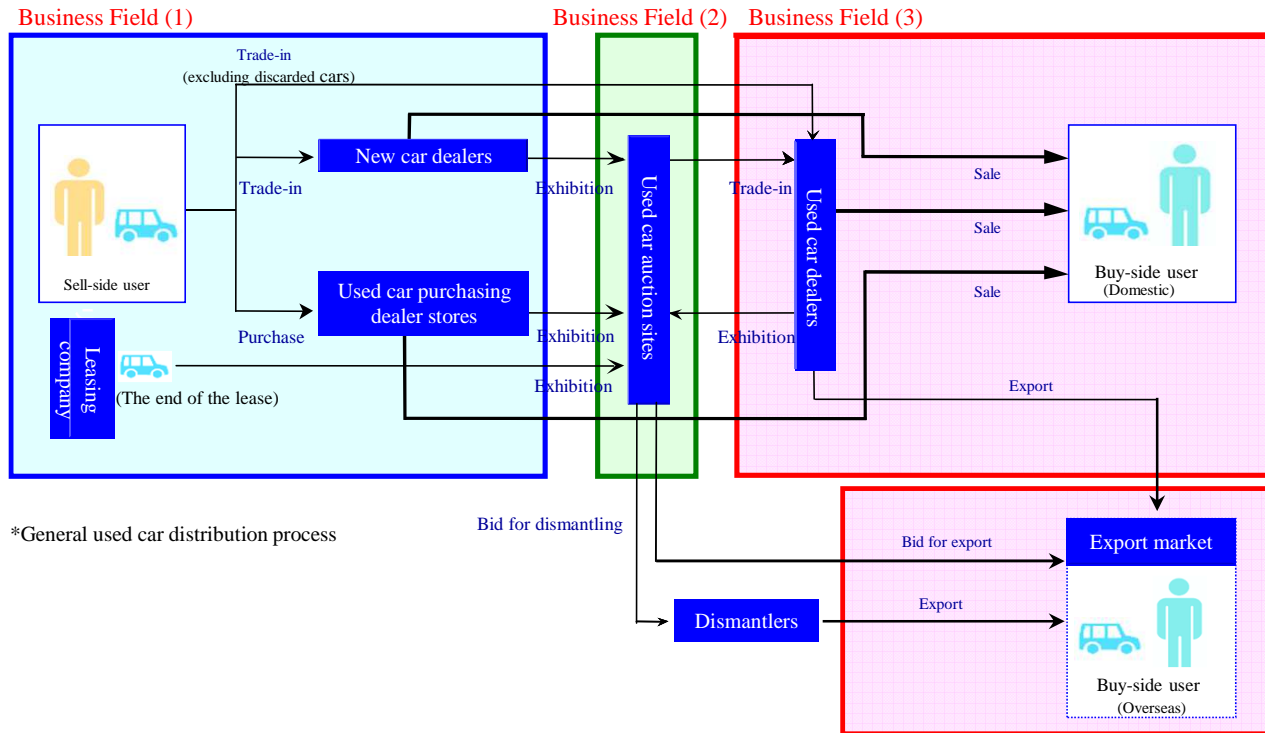 Business Field (1)
Business Field (2)
Business Field (3)
Trade-in
(excluding discarded cars)
New car dealers
Trade-in
Exhibition
Trade-in
Sale
Sell-side user
Used car purchasing
dealer stores
Purchase
Exhibition
Exhibition
Used car auction sites
Used car dealers
Exhibition
Sale
Sale
Buy-side user
(Domestic)
Leasing
company
(The end of the lease)
Export
*General used car distribution process
Bid for dismantling
Bid for export
Export market
Dismantlers
Export
Buy-side user
(Overseas)